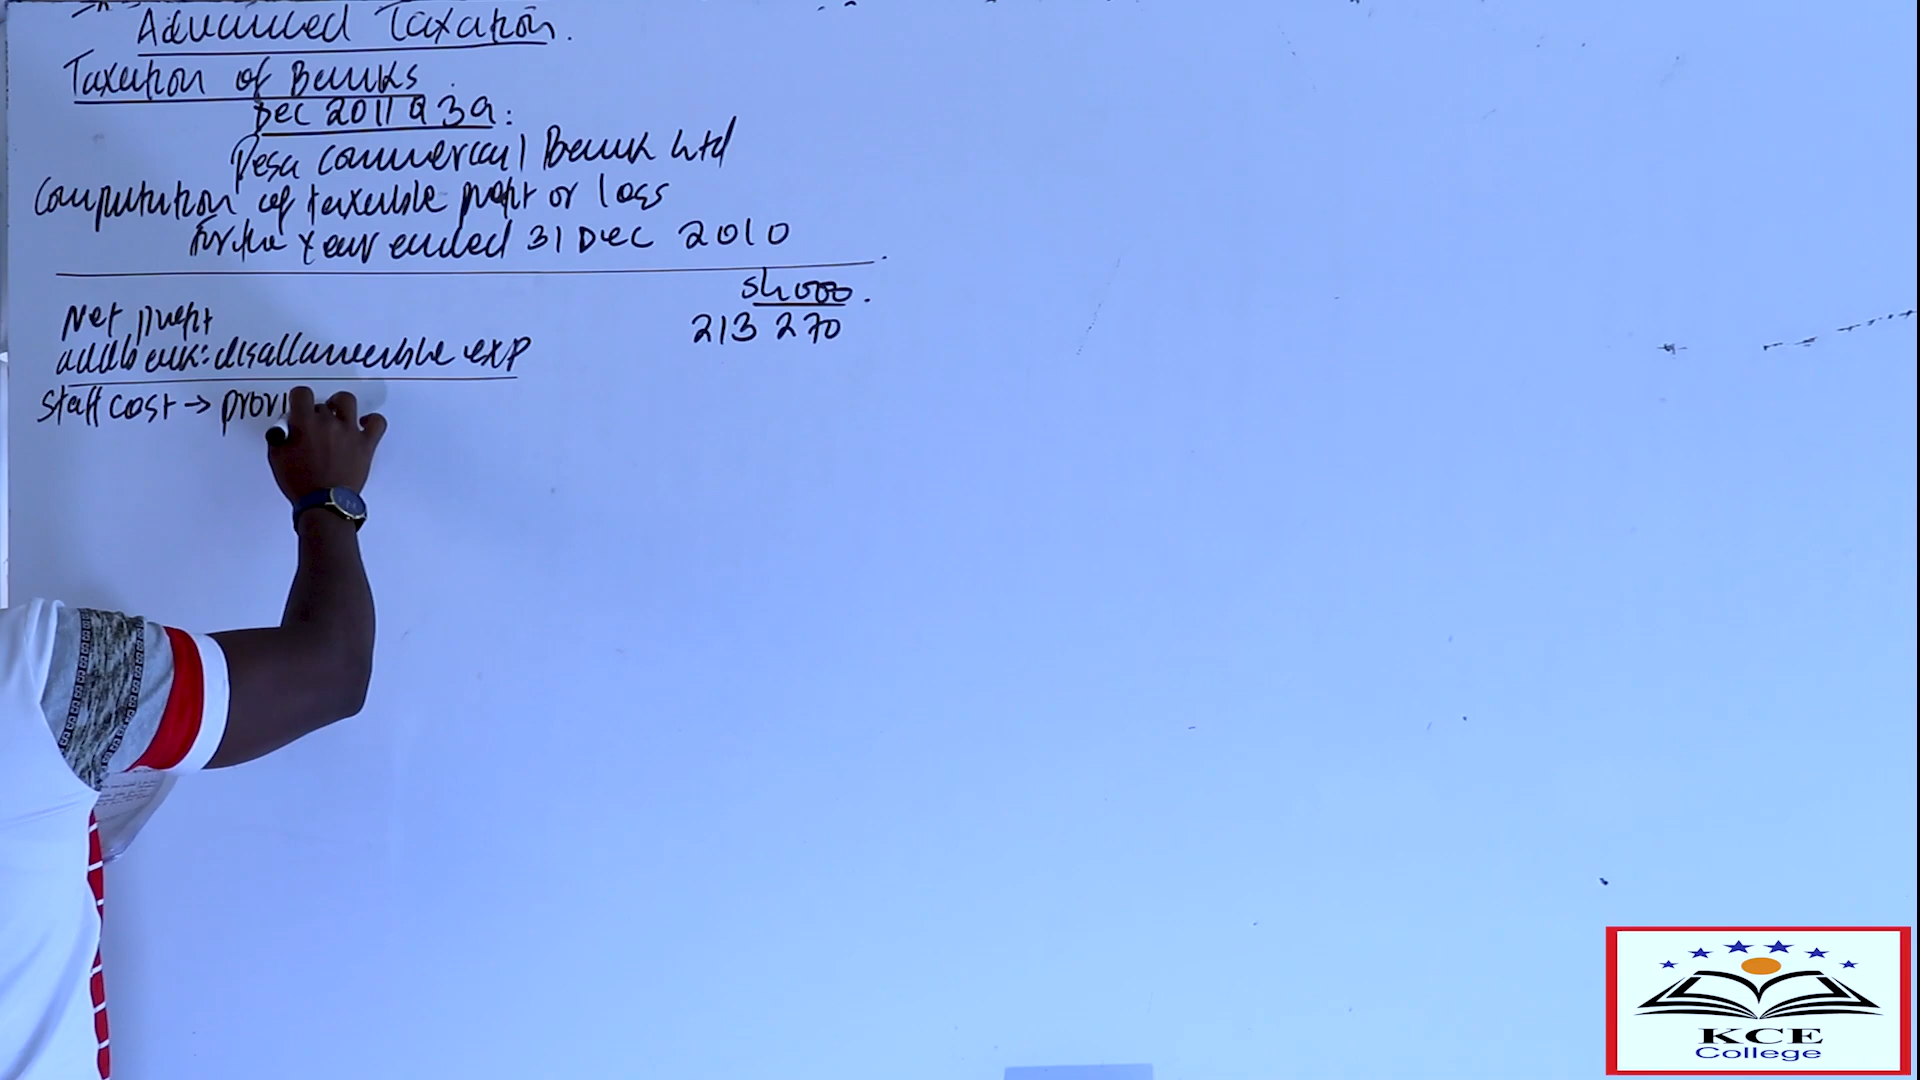 Advanced Taxation.
Taxation of Banks.
Dec 2011 Q 3a:
Pesa Commercial Bank Ltd
Computation of taxable profit or loss
For the Year ended 31 Dec 2010
sh 000.
Net profit 213 270
add back: disallowable exp
Staff cost → provi
KCE
College